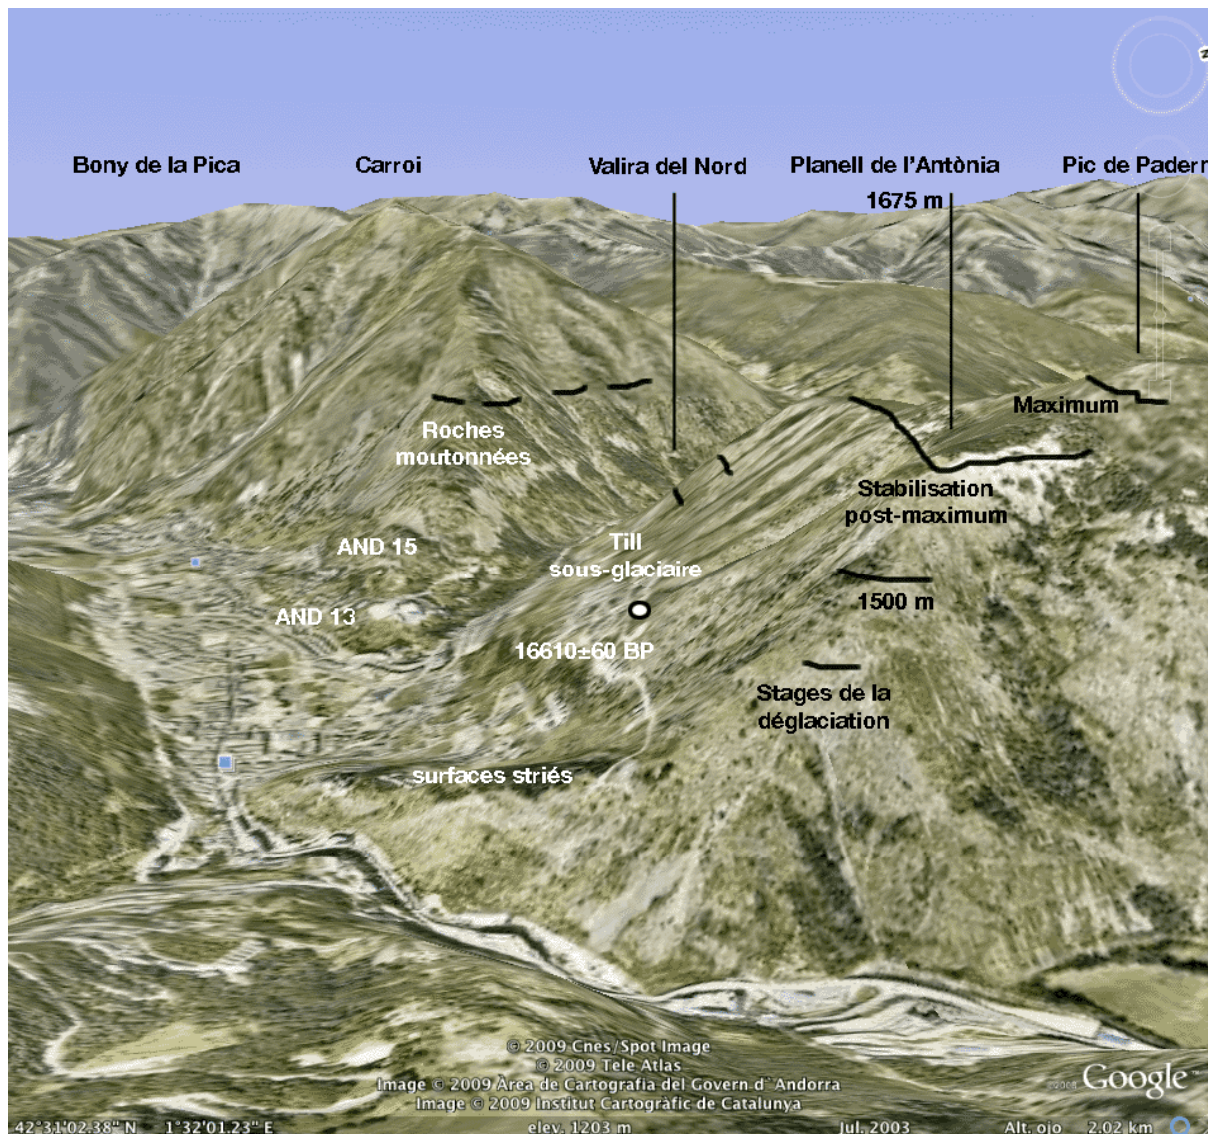 Bony de la Pica Carroi Valira del Nord Planell de l'Antònia Pic de Padern
1675 m
Maximum
Roches
moutonnées
Stabilisation
post-maximum
AND 15
Till
sous-glaciaire
1500 m
AND 13
16610±60 BP
Stages de la
déglaciation
surfaces striés
© 2009 Cnes/Spot Image
© 2009 Tele Atlas
Image © 2009 Àrea de Cartografia del Govern d'Andorra
Image © 2009 Institut Cartogràfic de Catalunya
©2008 Google™
42°31'02.38" N 1°32'01.23" E elev. 1203 m Jul, 2003 Alt. ojo 2.02 km